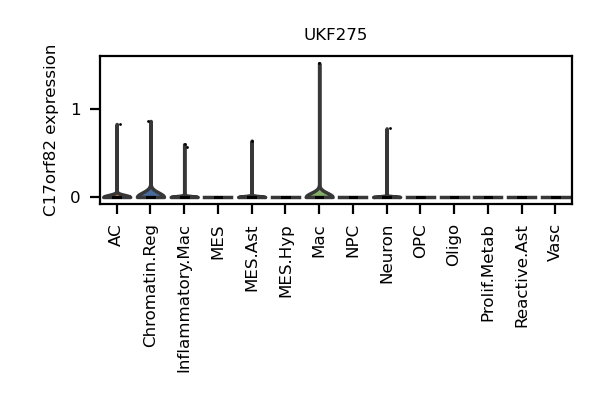 UKF275
C17orf82 expression
1
0
AC
Chromatin.Reg
Inflammatory.Mac
MES
MES.Ast
MES.Hyp
Mac
NPC
Neuron
OPC
Oligo
Prolif.Metab
Reactive.Ast
Vasc